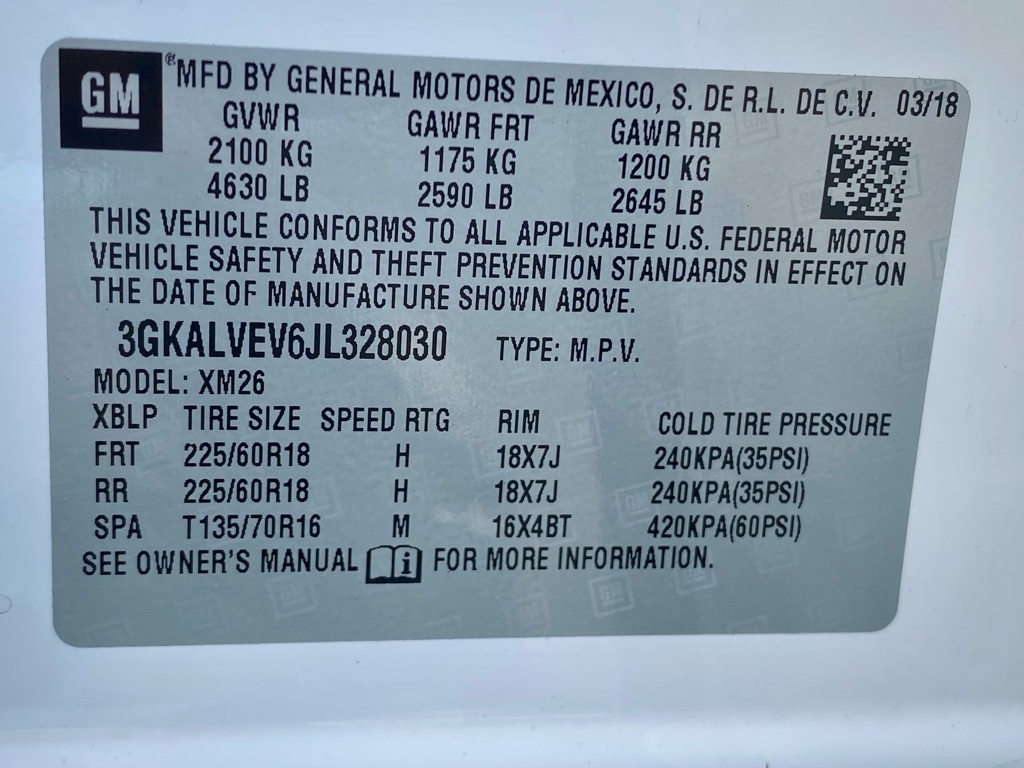 GM ® MFD BY GENERAL MOTORS DE MEXICO, S. DE R.L. DE C.V. 03/18
GVWR GAWR FRT GAWR RR
2100 KG 1175 KG 1200 KG
4630 LB 2590 LB 2645 LB
THIS VEHICLE CONFORMS TO ALL APPLICABLE U.S. FEDERAL MOTOR
VEHICLE SAFETY AND THEFT PREVENTION STANDARDS IN EFFECT ON
THE DATE OF MANUFACTURE SHOWN ABOVE.
3GKALVEV6JL328030 TYPE: M.P.V.
MODEL: XM26
XBLP TIRE SIZE SPEED RTG RIM COLD TIRE PRESSURE
FRT 225/60R18 H 18X7J 240KPA(35PSI)
RR 225/60R18 H 18X7J 240KPA(35PSI)
SPA T135/70R16 M 16X4BT 420KPA(60PSI)
SEE OWNER'S MANUAL i FOR MORE INFORMATION.